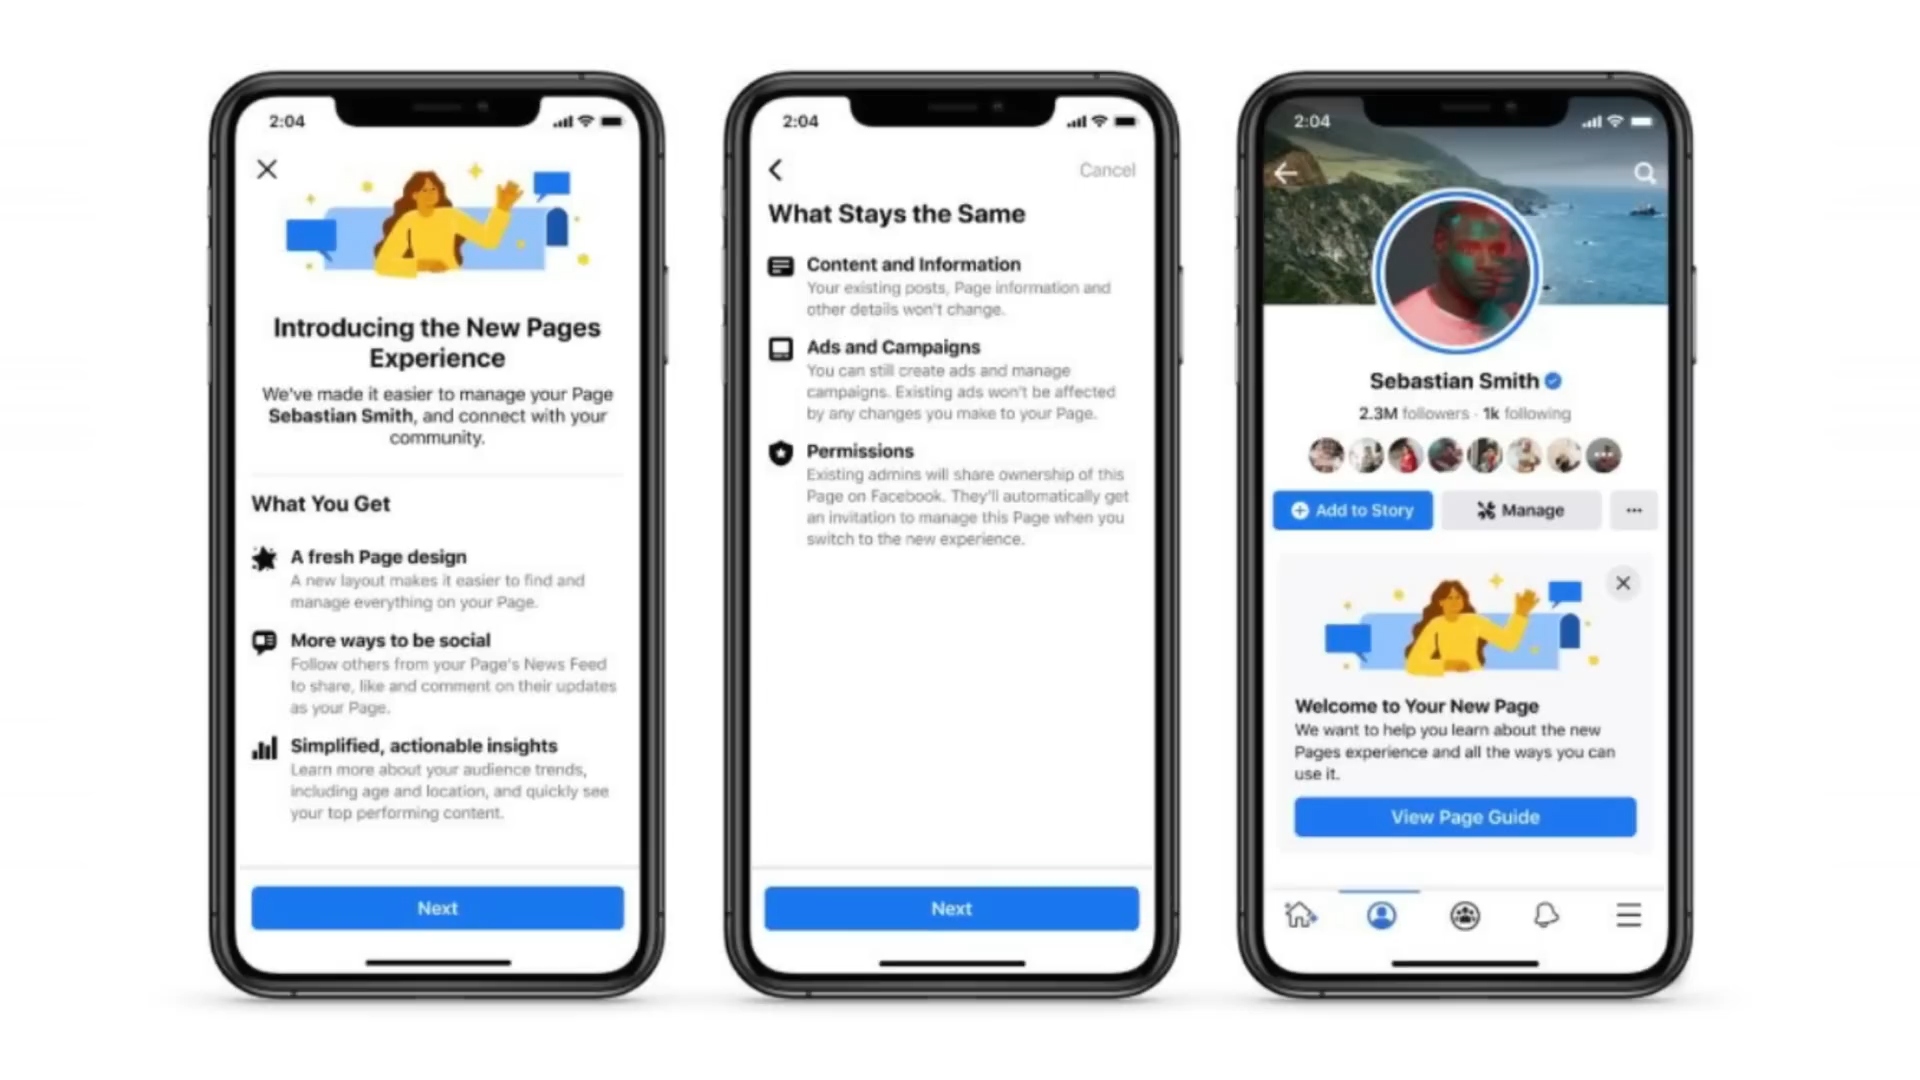 2:04
Introducing the New Pages
Experience
We've made it easier to manage your Page
Sebastian Smith, and connect with your
community.
What You Get
A fresh Page design
A new layout makes it easier to find and
manage everything on your Page.
More ways to be social
Follow others from your Page's News Feed
to share, like and comment on their updates
as your Page.
Simplified, actionable insights
Learn more about your audience trends,
including age and location, and quickly see
your top performing content.
Next
2:04
Cancel
What Stays the Same
Content and Information
Your existing posts, Page information and
other details won't change.
Ads and Campaigns
You can still create ads and manage
campaigns. Existing ads won't be affected
by any changes you make to your Page.
Permissions
Existing admins will share ownership of this
Page on Facebook. They'll automatically get
an invitation to manage this Page when you
switch to the new experience.
Next
2:04
Sebastian Smith
2.3M followers · 1k following
Add to Story
Manage
Welcome to Your New Page
We want to help you learn about the new
Pages experience and all the ways you can
use it.
View Page Guide